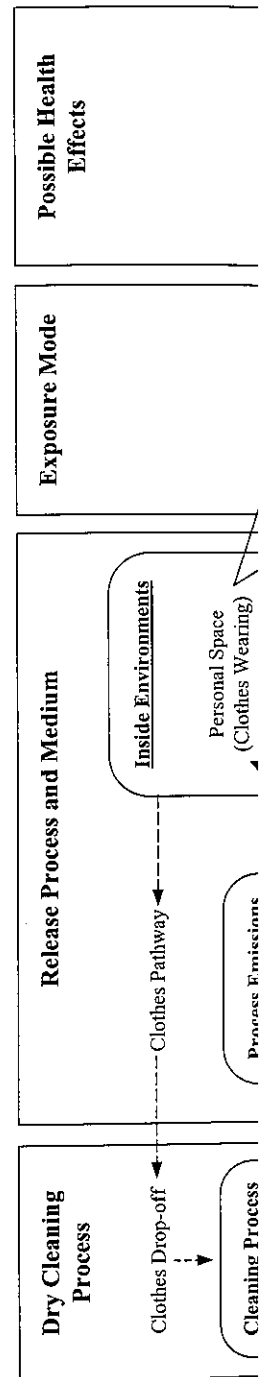 Dry Cleaning
Process
Release Process and Medium
Exposure Mode
Possible Health
Effects
Clothes Drop-off
Clothes Pathway
Inside Environments
Personal Space
(Clothes Wearing)
Cleaning Process
Process Emissions